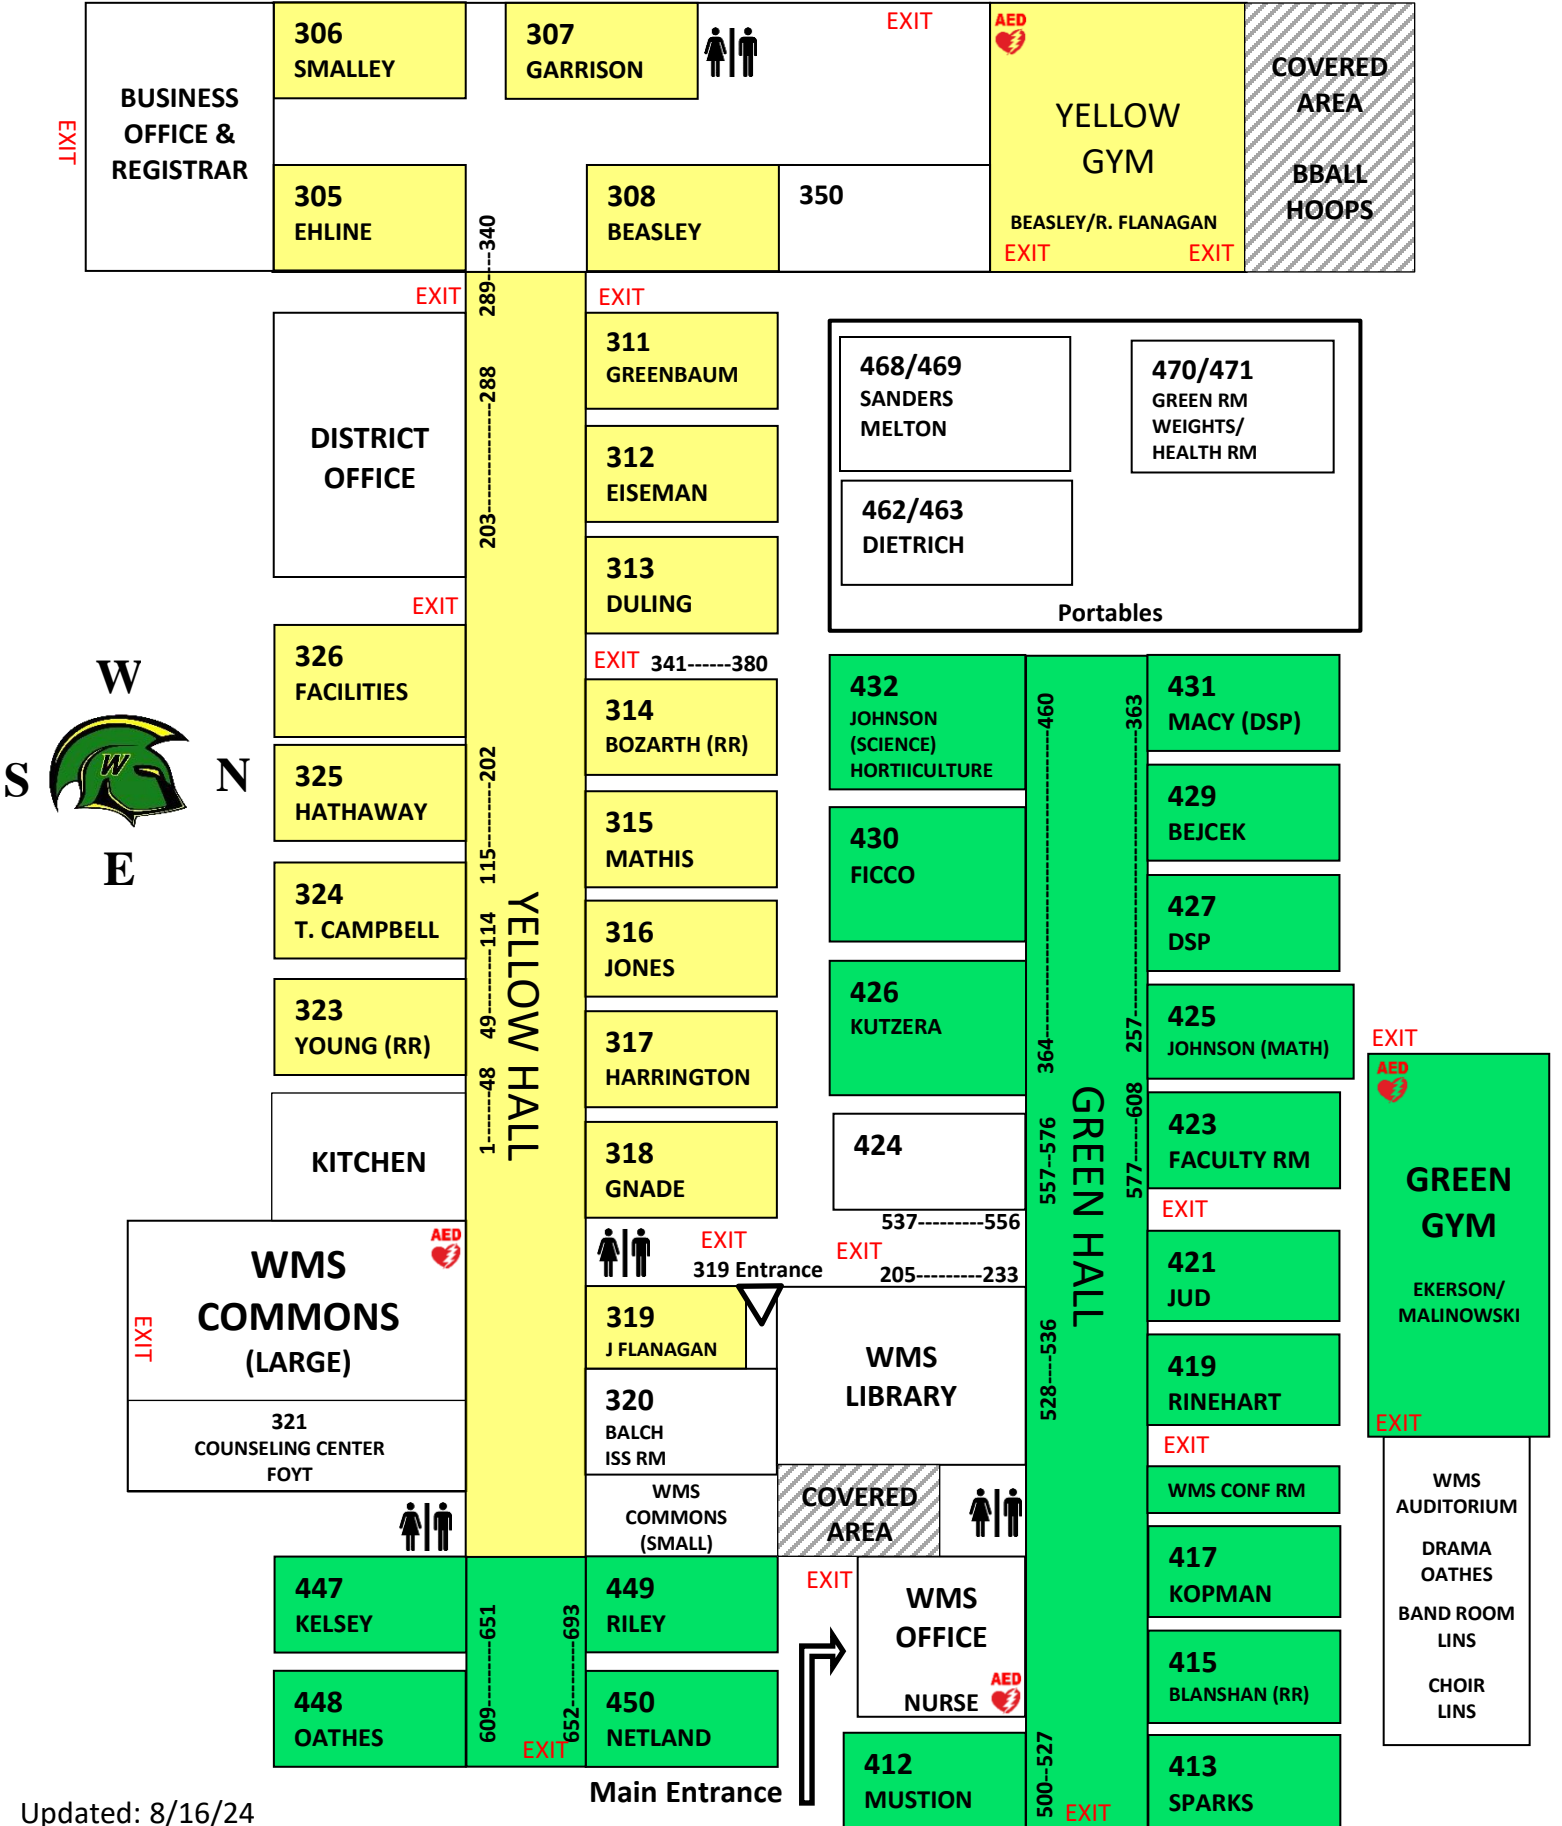 306
SMALLEY
307
GARRISON
EXIT
AED
YELLOW
GYM
BEASLEY/R. FLANAGAN
EXIT
EXIT
COVERED
AREA
BBALL
HOOPS
EXIT
BUSINESS
OFFICE &
REGISTRAR
305
EHLINE
308
BEASLEY
350
289---340
EXIT
EXIT
311
GREENBAUM
203---------288
DISTRICT
OFFICE
312
EISEMAN
313
DULING
468/469
SANDERS
MELTON
470/471
GREEN RM
WEIGHTS/
HEALTH RM
462/463
DIETRICH
Portables
EXIT
326
FACILITIES
EXIT
341------380
314
BOZARTH (RR)
W
S
W
N
E
325
HATHAWAY
115--------202
315
MATHIS
324
T. CAMPBELL
49------114
316
JONES
YELLOW HALL
323
YOUNG (RR)
1------48
317
HARRINGTON
KITCHEN
318
GNADE
432
JOHNSON
(SCIENCE)
HORTIICULTURE
364-----------------------------460
257-----------------------------363
431
MACY (DSP)
430
FICCO
429
BEJCEK
427
DSP
426
KUTZERA
425
JOHNSON (MATH)
424
557--576
577-----608
GREEN HALL
423
FACULTY RM
EXIT
AED
GREEN
GYM
EKERSON/
MALINOWSKI
EXIT
537---------556
EXIT
EXIT
EXIT
319 Entrance
205---------233
WMS
COMMONS
(LARGE)
AED
EXIT
319
J FLANAGAN
WMS
LIBRARY
528----536
421
JUD
419
RINEHART
EXIT
321
COUNSELING CENTER
FOYT
320
BALCH
ISS RM
WMS
COMMONS
(SMALL)
COVERED
AREA
WMS CONF RM
WMS
AUDITORIUM
DRAMA
OATHES
BAND ROOM
LINS
CHOIR
LINS
447
KELSEY
609----651
652----693
449
RILEY
EXIT
WMS
OFFICE
NURSE
AED
417
KOPMAN
415
BLANSHAN (RR)
448
OATHES
EXIT
450
NETLAND
Main Entrance
412
MUSTION
500--527
EXIT
413
SPARKS
Updated: 8/16/24